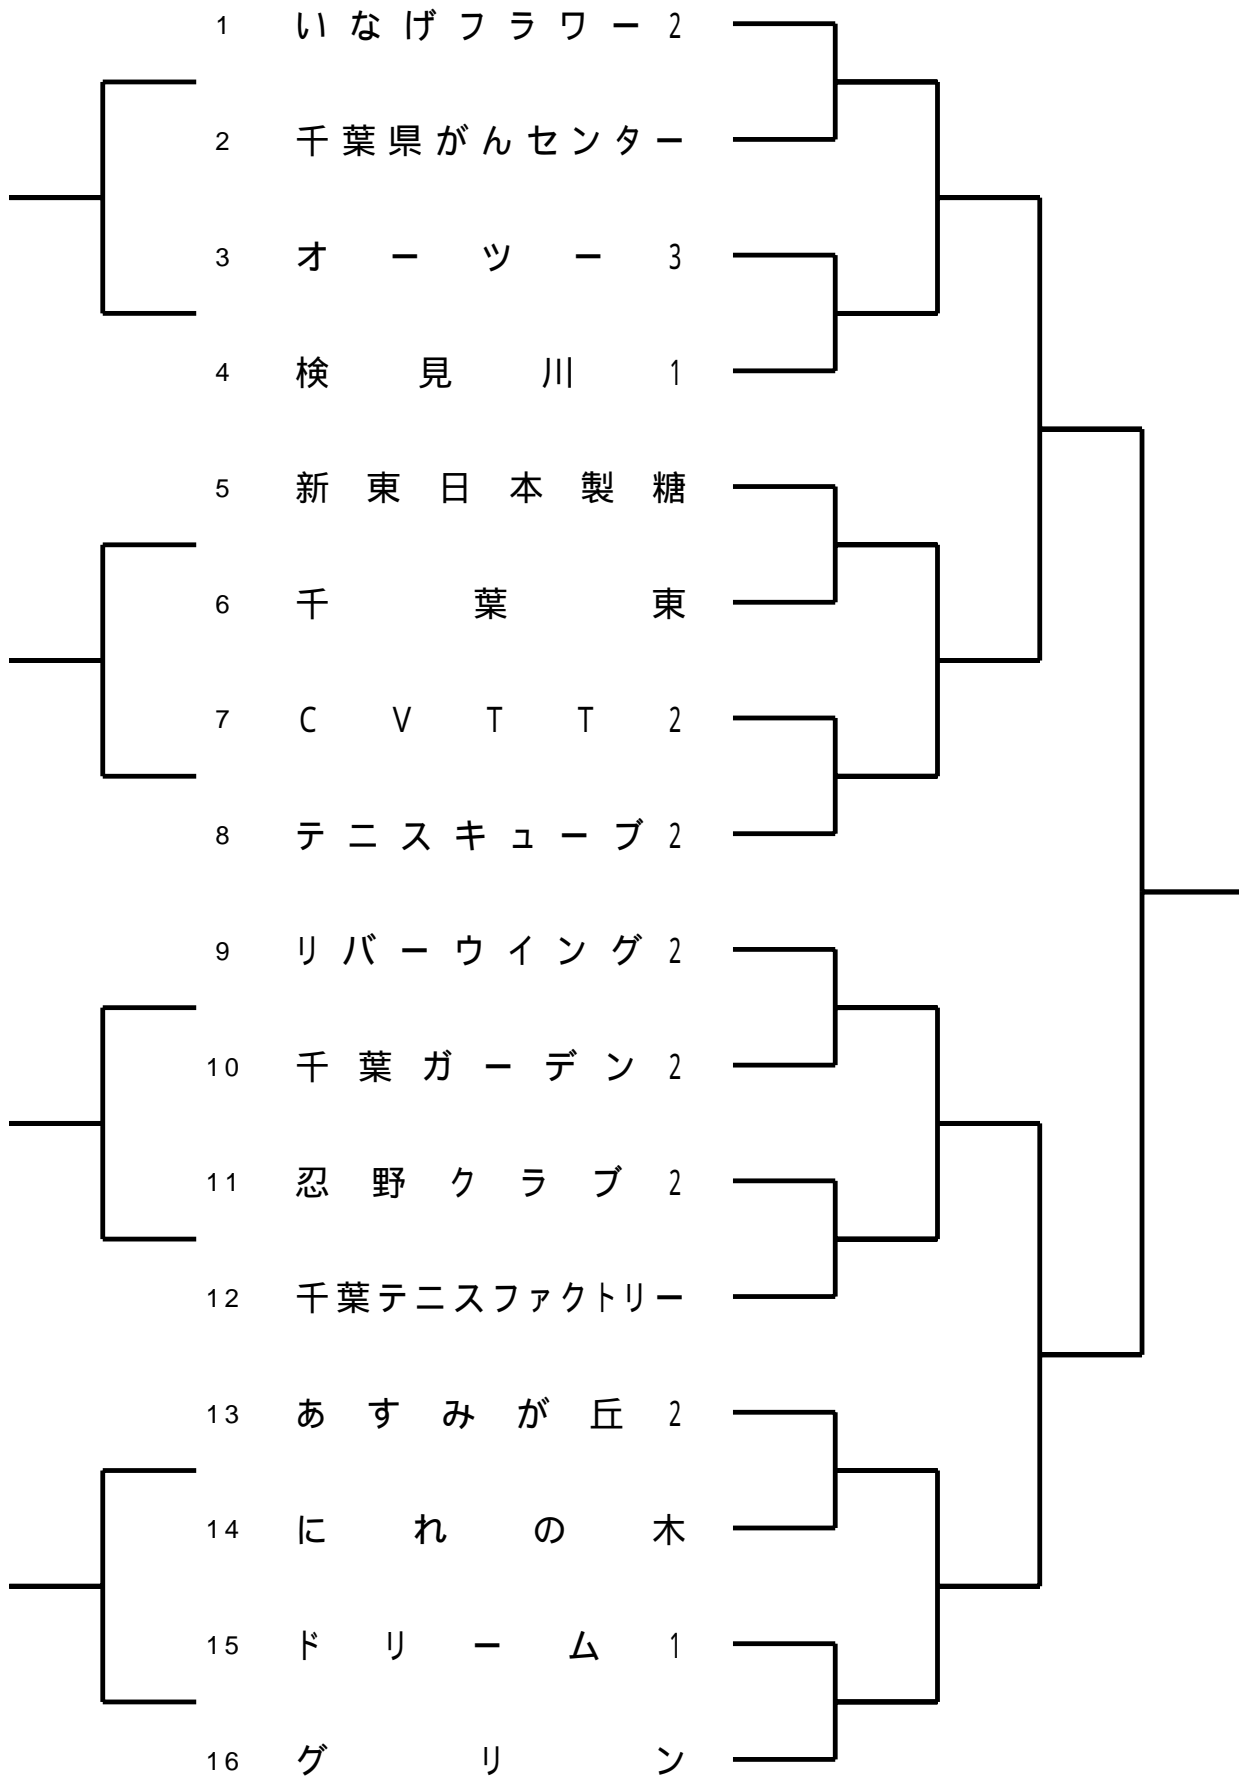 1 いなげフラワー2
2 千葉県がんセンター
3 オーツー3
4 検見川1
5 新東日本製糖
6 千葉東
7 CVTT2
8 テニスキューブ2
9 リバーウイング2
10 千葉ガーデン2
11 忍野クラブ2
12 千葉テニスファクトリー
13 あすみが丘2
14 にれの木
15 ドリーム1
16 グリン